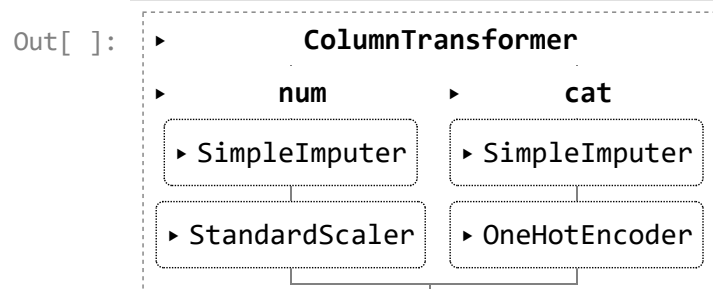 Out[ ]: ▸ ColumnTransformer
▸ num ▸ cat
▸ SimpleImputer ▸ SimpleImputer
▸ StandardScaler ▸ OneHotEncoder